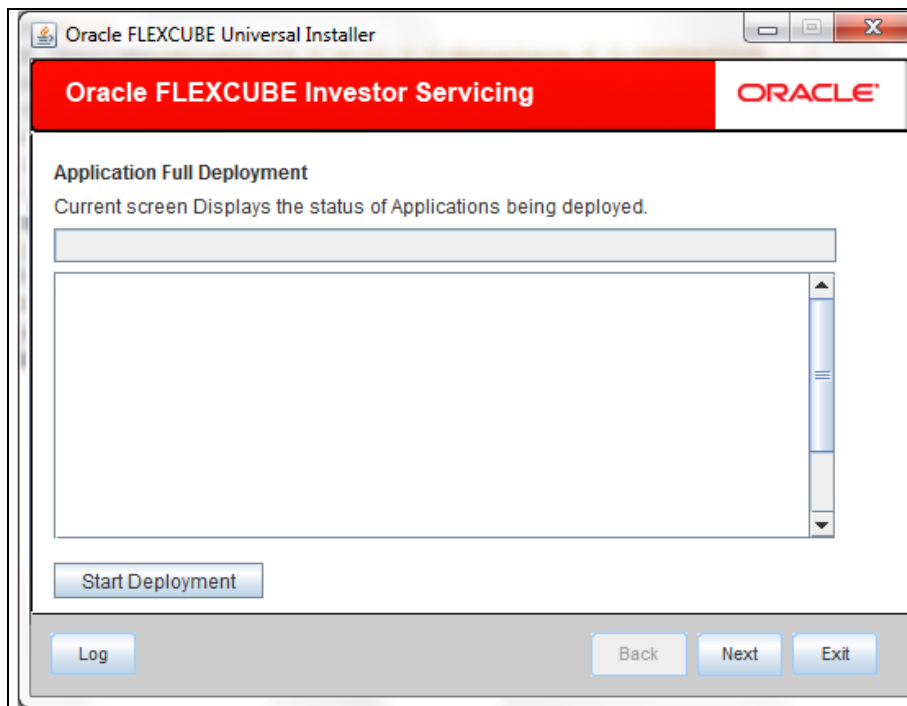 Oracle FLEXCUBE Universal Installer
Oracle FLEXCUBE Investor Servicing
ORACLE
Application Full Deployment
Current screen Displays the status of Applications being deployed.
Start Deployment
Log Back Next Exit